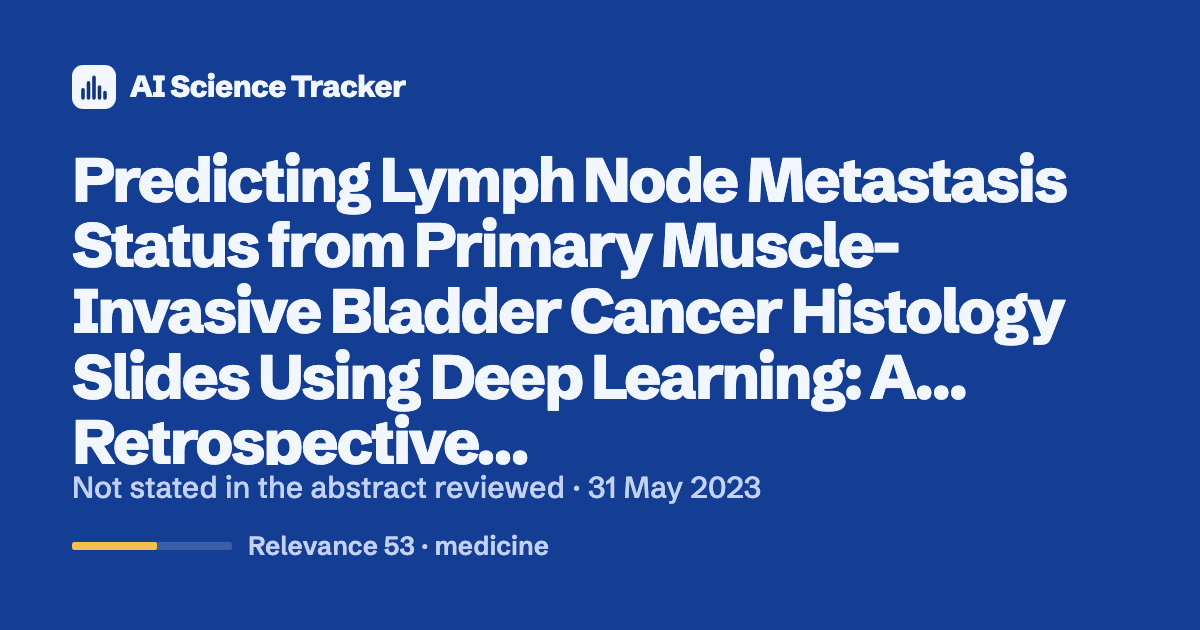 AI Science Tracker
Predicting Lymph Node Metastasis
Status from Primary Muscle-
Invasive Bladder Cancer Histology
Slides Using Deep Learning: A...
Retrospective...
Not stated in the abstract reviewed · 31 May 2023
Relevance 53 · medicine